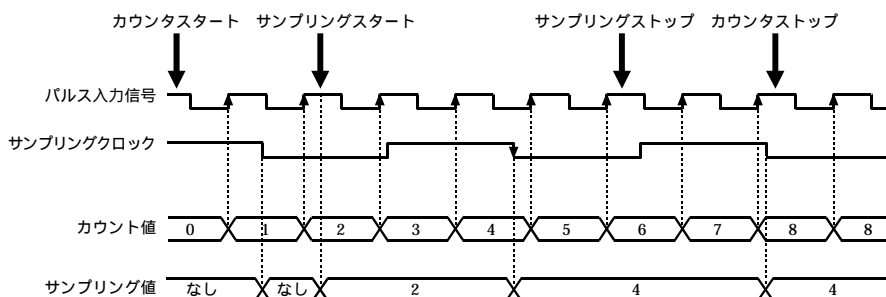 カウンタスタート サンプリングスタート サンプリングストップ カウンタストップ
パルス入力信号
サンプリングクロック
カウント値 0 1 2 3 4 5 6 7 8 8
サンプリング値 なし なし 2 4 4